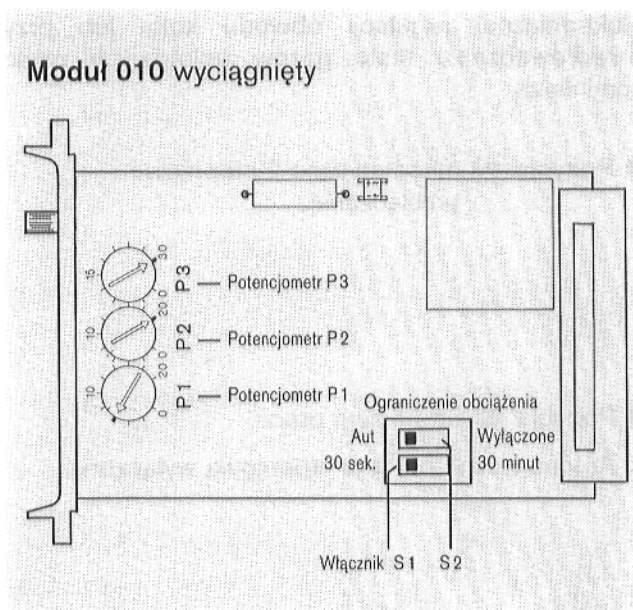 Moduł 010 wyciągnięty
15
30
0
P3
Potencjometr P3
10
20
0
P2
Potencjometr P2
10
20
0
P1
Potencjometr P1
Ograniczenie obciążenia
Aut
Wyłączone
30 sek.
30 minut
Włącznik S1 S2